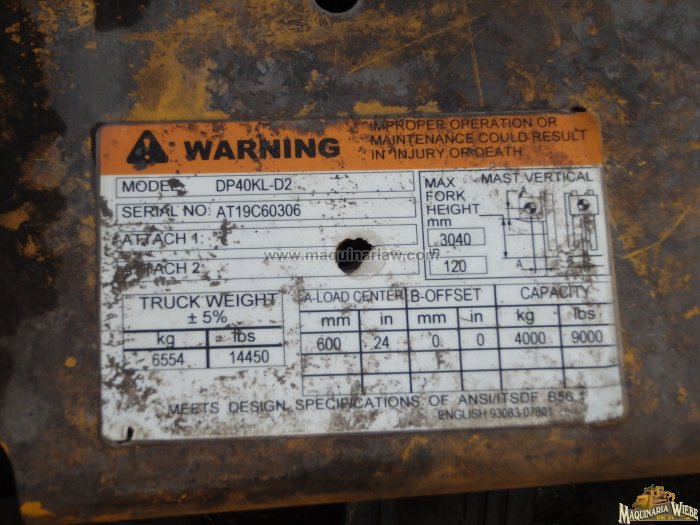 WARNING
IMPROPER OPERATION OR
MAINTENANCE COULD RESULT
IN INJURY OR DEATH
MODEL DP40KL-D2
SERIAL NO: AT19C60306
ATTACH 1:
ATTACH 2:
MAX
FORK
HEIGHT
mm
3040
120
MAST VERTICAL
A
A
B
www.maquinariaw.com
TRUCK WEIGHT
± 5%
kg lbs
6554 14450
A-LOAD CENTER B-OFFSET CAPACITY
mm in mm in kg lbs
600 24 0 0 4000 9000
MEETS DESIGN SPECIFICATIONS OF ANSI/ITSDF B56.1
ENGLISH 93083-07801
MAQUINARIA WIEBE